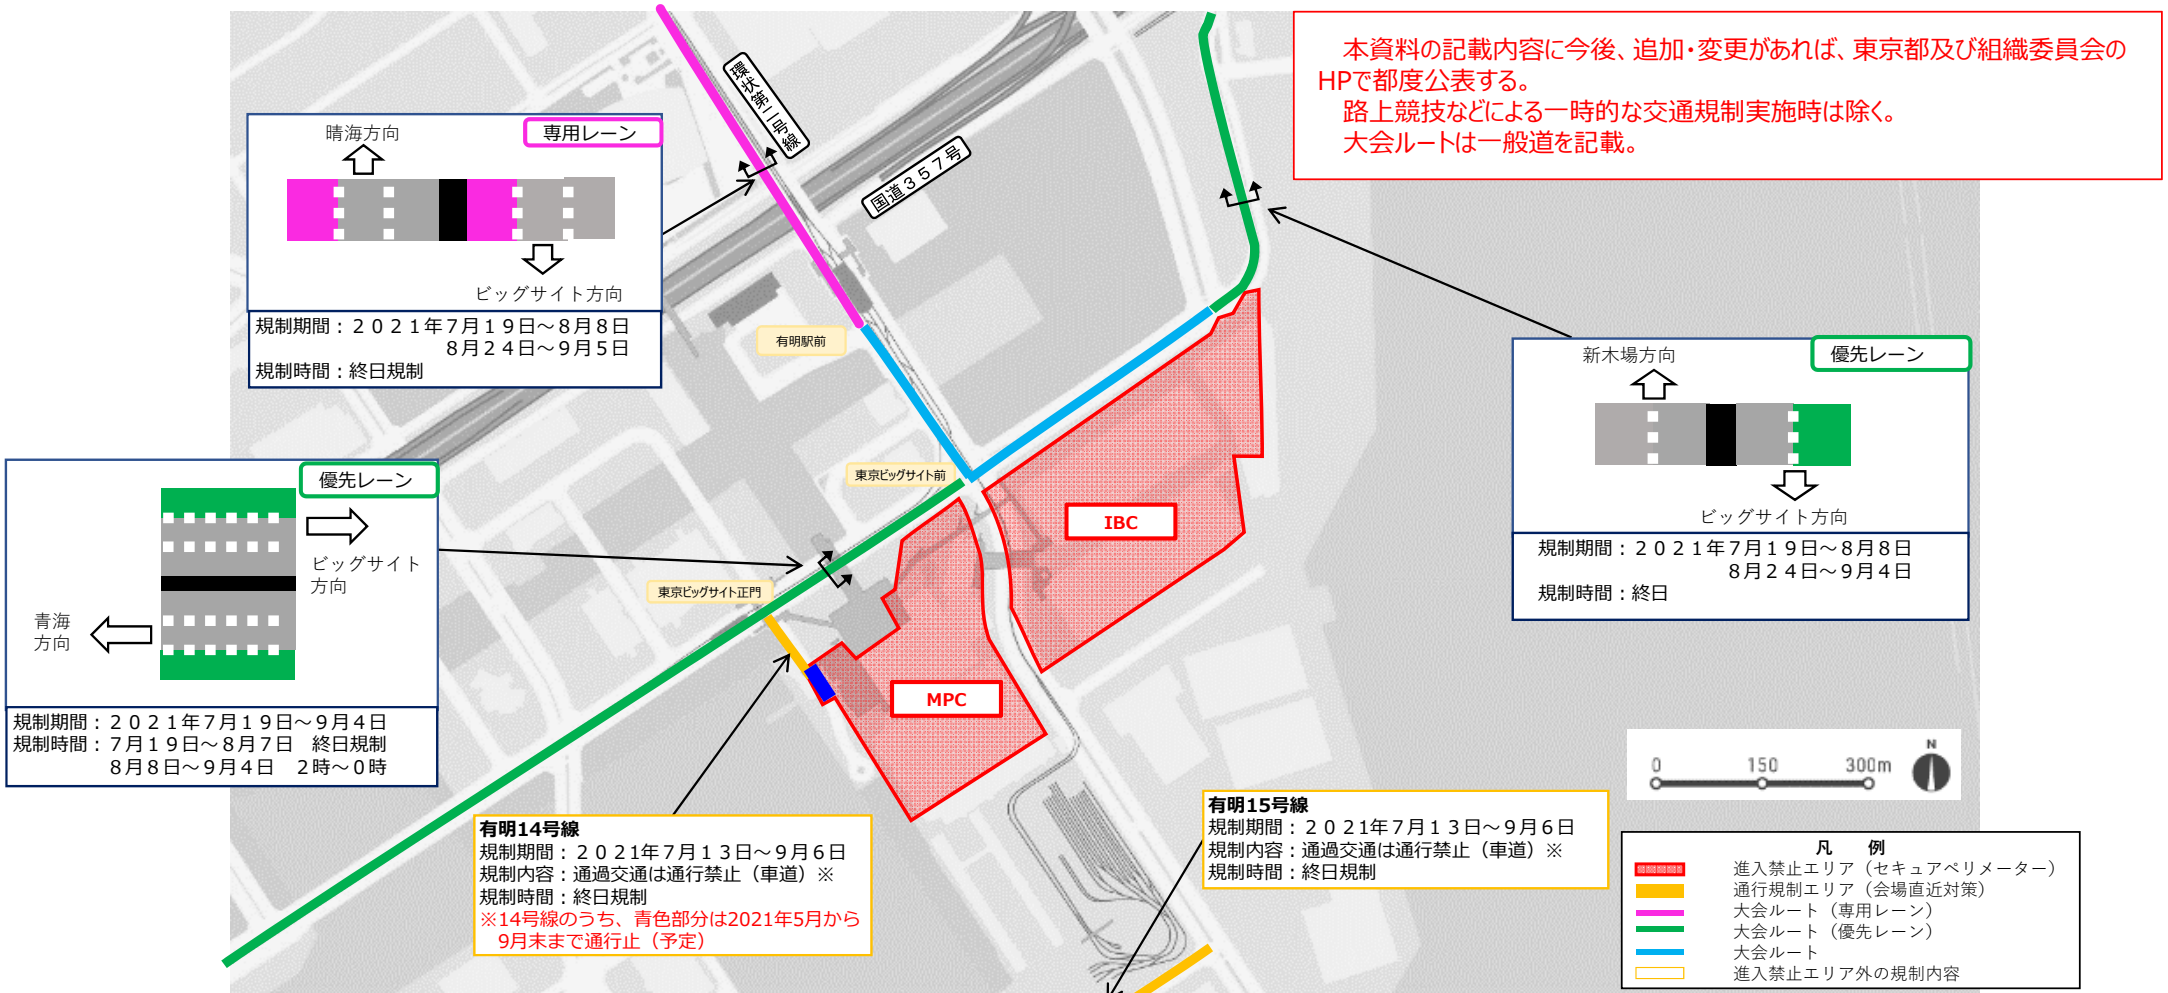 本資料の記載内容に今後、追加・変更があれば、東京都及び組織委員会の
HPで都度公表する。
路上競技などによる一時的な交通規制実施時は除く。
大会ルートは一般道を記載。
環状第二号線
国道３５７号
専用レーン
晴海方向
ビッグサイト方向
規制期間：２０２１年７月１９日～８月８日
８月２４日～９月５日
規制時間：終日規制
有明駅前
東京ビッグサイト前
東京ビッグサイト正門
IBC
MPC
優先レーン
新木場方向
ビッグサイト方向
規制期間：２０２１年７月１９日～８月８日
８月２４日～９月４日
規制時間：終日
優先レーン
ビッグサイト
方向
青海
方向
規制期間：２０２１年７月１９日～９月４日
規制時間：７月１９日～８月７日　終日規制
８月８日～９月４日　２時～０時
有明14号線
規制期間：２０２1年７月１３日～９月６日
規制内容：通過交通は通行禁止（車道）※
規制時間：終日規制
※14号線のうち、青色部分は2021年5月から
9月末まで通行止（予定）
有明15号線
規制期間：２０２1年７月１３日～９月６日
規制内容：通過交通は通行禁止（車道）※
規制時間：終日規制
0 150 300m
N
凡　例
進入禁止エリア（セキュアペリメーター）
通行規制エリア（会場直近対策）
大会ルート（専用レーン）
大会ルート（優先レーン）
大会ルート
進入禁止エリア外の規制内容